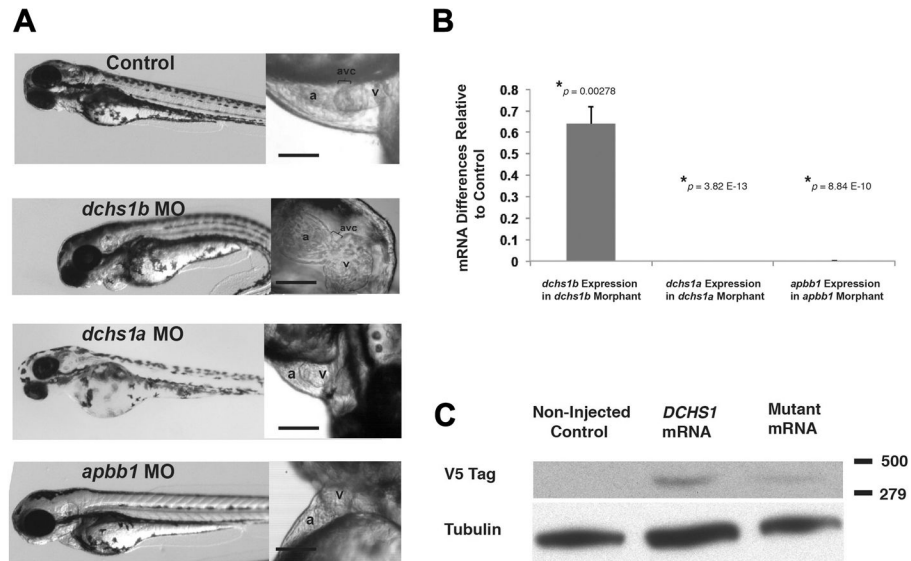 A
Control
avc
a
v
dchs1b MO
avc
a
v
dchs1a MO
a
v
apbb1 MO
v
a
B
mRNA Differences Relative
to Control
0.8
0.7
0.6
0.5
0.4
0.3
0.2
0.1
0
* p = 0.00278
* p = 3.82 E-13
* p = 8.84 E-10
dchs1b Expression
in dchs1b Morphant
dchs1a Expression
in dchs1a Morphant
apbb1 Expression
in apbb1 Morphant
C
Non-Injected
Control
DCHS1
mRNA
Mutant
mRNA
V5 Tag
500
279
Tubulin